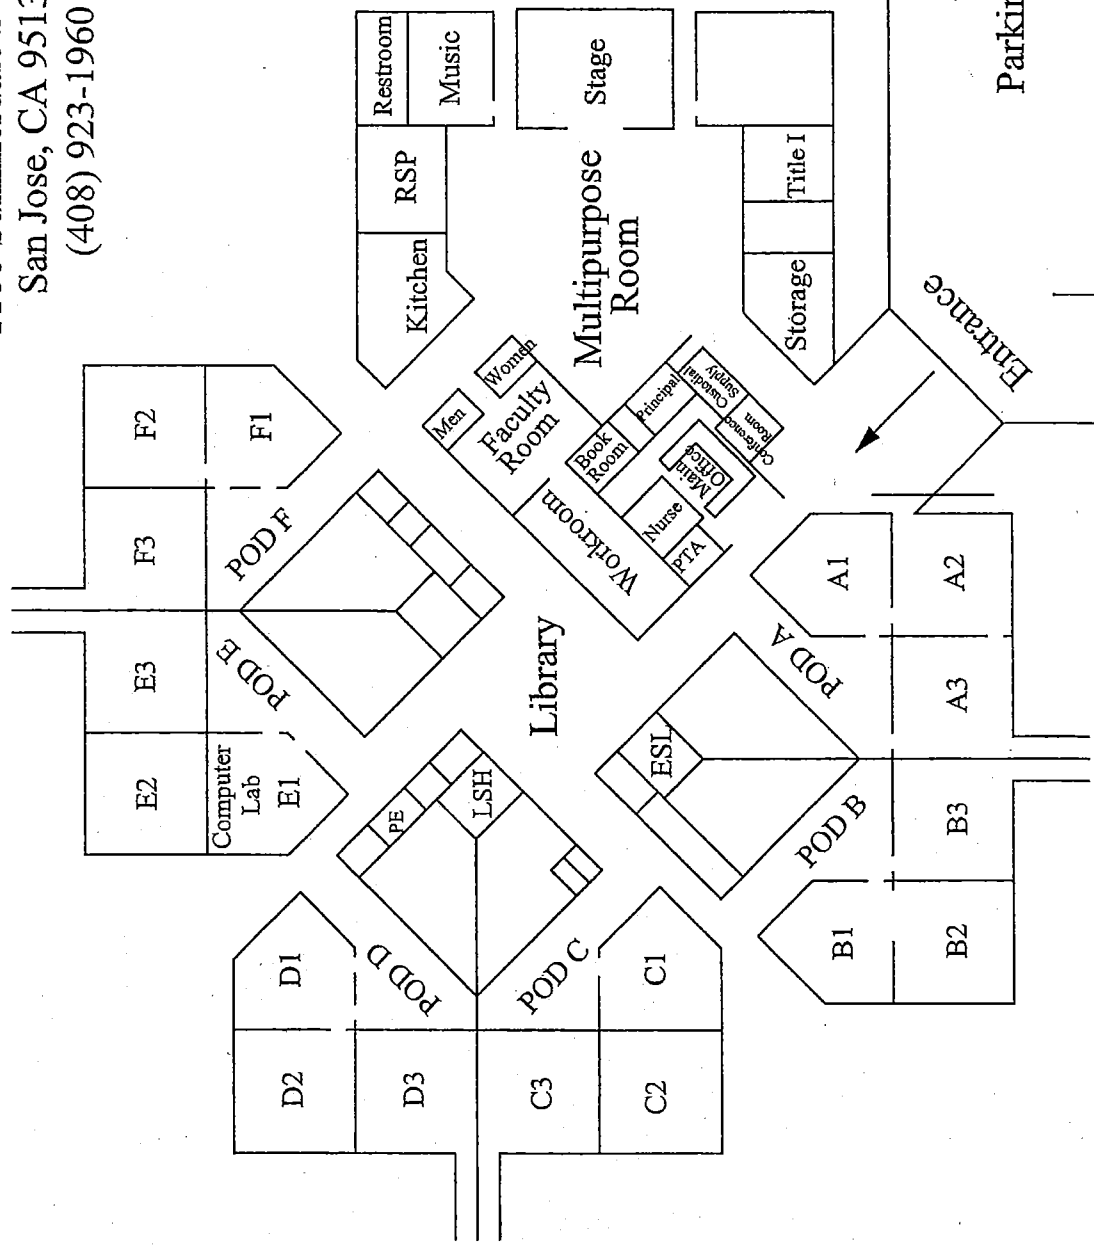 San Jose, CA 9513
(408) 923-1960
Restroom
Music
Stage
RSP
Kitchen
Multipurpose
Room
Title I
Storage
Parkin
Entrance
Women
Men
Faculty
Room
Book
Room
Principal
Custodial
Supply
Conference
Room
Main
Office
Nurse
PTA
Workroom
Library
F2
F1
F3
POD F
E3
POD E
E2
Computer
Lab
E1
PE
LSH
ESL
D1
D2
D3
POD D
POD C
C1
C3
C2
A1
A2
POD A
A3
POD B
B3
B1
B2